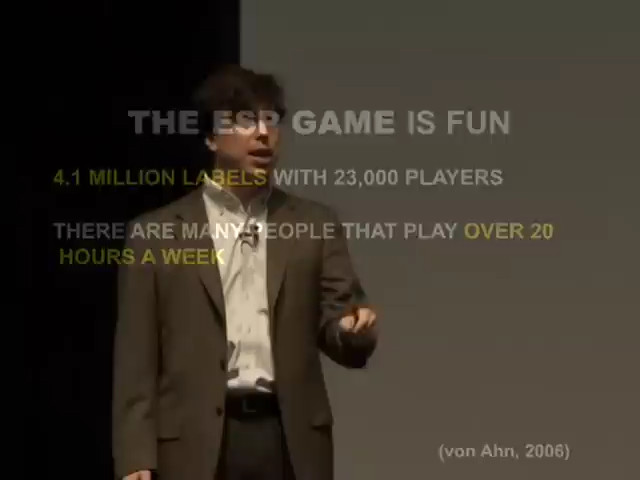 THE ESP GAME IS FUN
4.1 MILLION LABELS WITH 23,000 PLAYERS
THERE ARE MANY PEOPLE THAT PLAY OVER 20
HOURS A WEEK
(von Ahn, 2006)